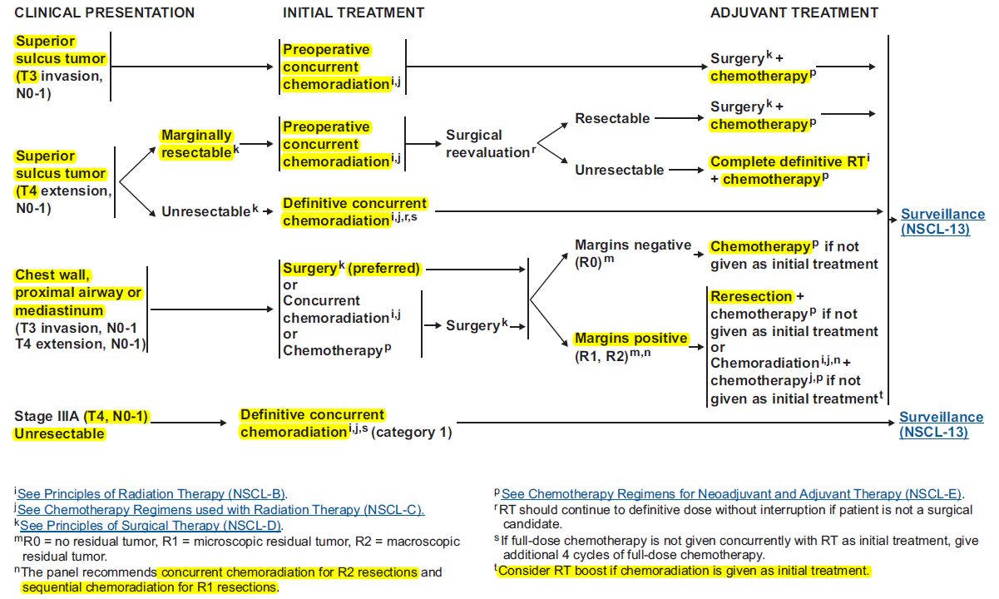 CLINICAL PRESENTATION INITIAL TREATMENT ADJUVANT TREATMENT
Superior
sulcus tumor
(T3 invasion,
N0-1)
Preoperative
concurrent
chemoradiationi,j
Surgeryk +
chemotherapyp
Superior
sulcus tumor
(T4 extension,
N0-1)
Marginally
resectablek
Preoperative
concurrent
chemoradiationi,j
Surgical
reevaluationr
Resectable
Surgeryk +
chemotherapyp
Unresectable
Complete definitive RTi
+ chemotherapyp
Unresectablek
Definitive concurrent
chemoradiationi,j,r,s
Surveillance
(NSCL-13)
Chest wall,
proximal airway or
mediastinum
(T3 invasion, N0-1
T4 extension, N0-1)
Surgeryk (preferred)
or
Concurrent
chemoradiationi,j
or
Chemotherapyp
Surgeryk
Margins negative
(R0)m
Chemotherapyp if not
given as initial treatment
Margins positive
(R1, R2)m,n
Reresection +
chemotherapyp if not
given as initial treatment
or
Chemoradiationi,j,n +
chemotherapyj,p if not
given as initial treatmentt
Stage IIIA (T4, N0-1)
Unresectable
Definitive concurrent
chemoradiationi,j,s (category 1)
Surveillance
(NSCL-13)
iSee Principles of Radiation Therapy (NSCL-B).
jSee Chemotherapy Regimens used with Radiation Therapy (NSCL-C).
kSee Principles of Surgical Therapy (NSCL-D).
mR0 = no residual tumor, R1 = microscopic residual tumor, R2 = macroscopic
residual tumor.
nThe panel recommends concurrent chemoradiation for R2 resections and
sequential chemoradiation for R1 resections.
pSee Chemotherapy Regimens for Neoadjuvant and Adjuvant Therapy (NSCL-E).
rRT should continue to definitive dose without interruption if patient is not a surgical
candidate.
sIf full-dose chemotherapy is not given concurrently with RT as initial treatment, give
additional 4 cycles of full-dose chemotherapy.
tConsider RT boost if chemoradiation is given as initial treatment.